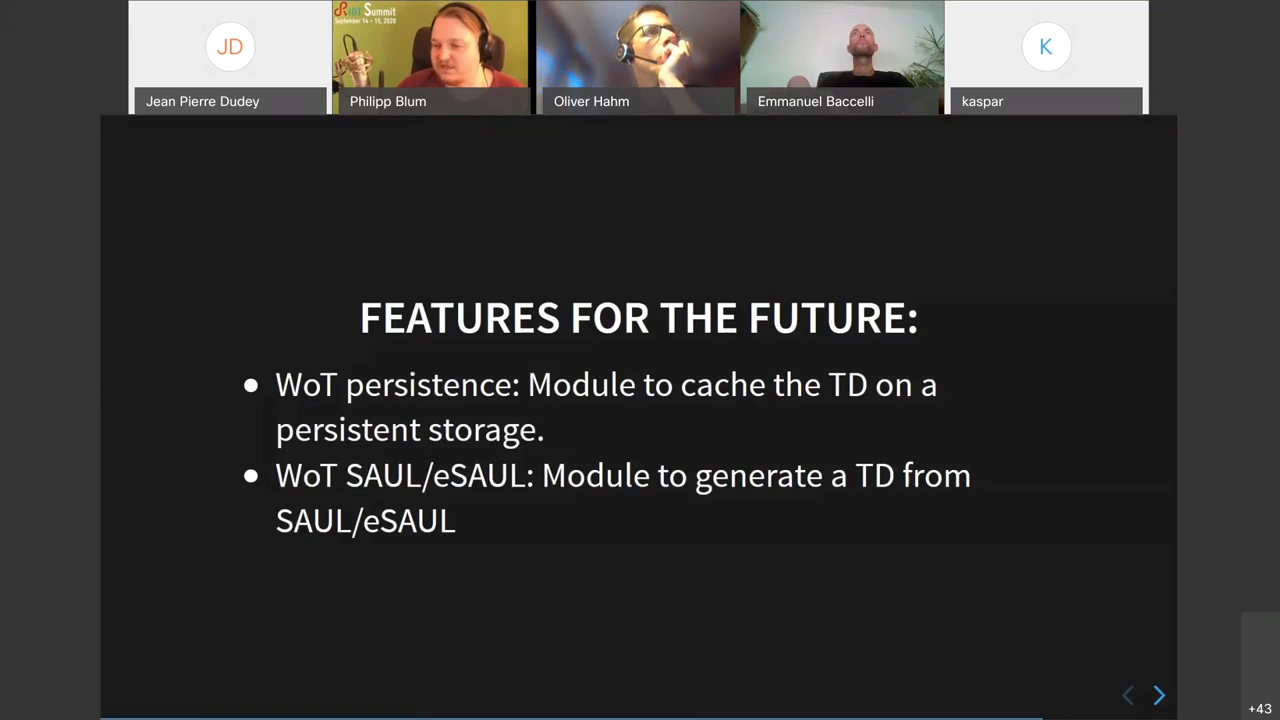 JD
RIOT Summit
September 14 - 15, 2020
K
Jean Pierre Dudey
Philipp Blum
Oliver Hahm
Emmanuel Baccelli
kaspar
FEATURES FOR THE FUTURE:
WoT persistence: Module to cache the TD on a
persistent storage.
WoT SAUL/eSAUL: Module to generate a TD from
SAUL/eSAUL
+43